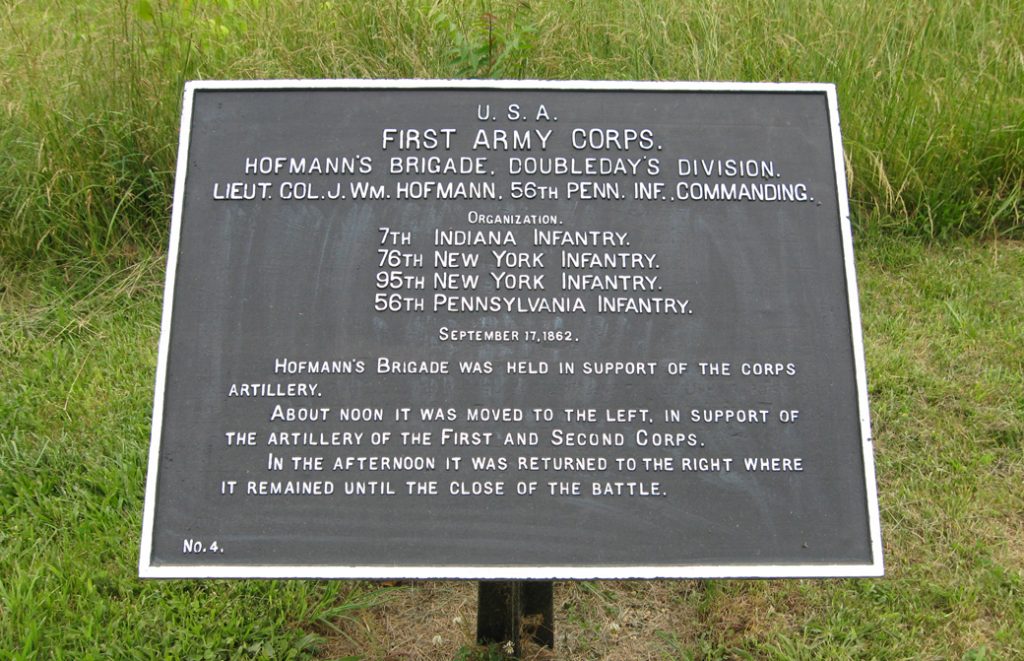 U. S. A.
FIRST ARMY CORPS.
HOFMANN'S BRIGADE, DOUBLEDAY'S DIVISION.
LIEUT. COL. J. WM. HOFMANN, 56TH PENN. INF., COMMANDING.
ORGANIZATION.
7TH INDIANA INFANTRY.
76TH NEW YORK INFANTRY.
95TH NEW YORK INFANTRY.
56TH PENNSYLVANIA INFANTRY.
SEPTEMBER 17, 1862.
HOFMANN'S BRIGADE WAS HELD IN SUPPORT OF THE CORPS
ARTILLERY.
ABOUT NOON IT WAS MOVED TO THE LEFT, IN SUPPORT OF
THE ARTILLERY OF THE FIRST AND SECOND CORPS.
IN THE AFTERNOON IT WAS RETURNED TO THE RIGHT WHERE
IT REMAINED UNTIL THE CLOSE OF THE BATTLE.
NO. 4.